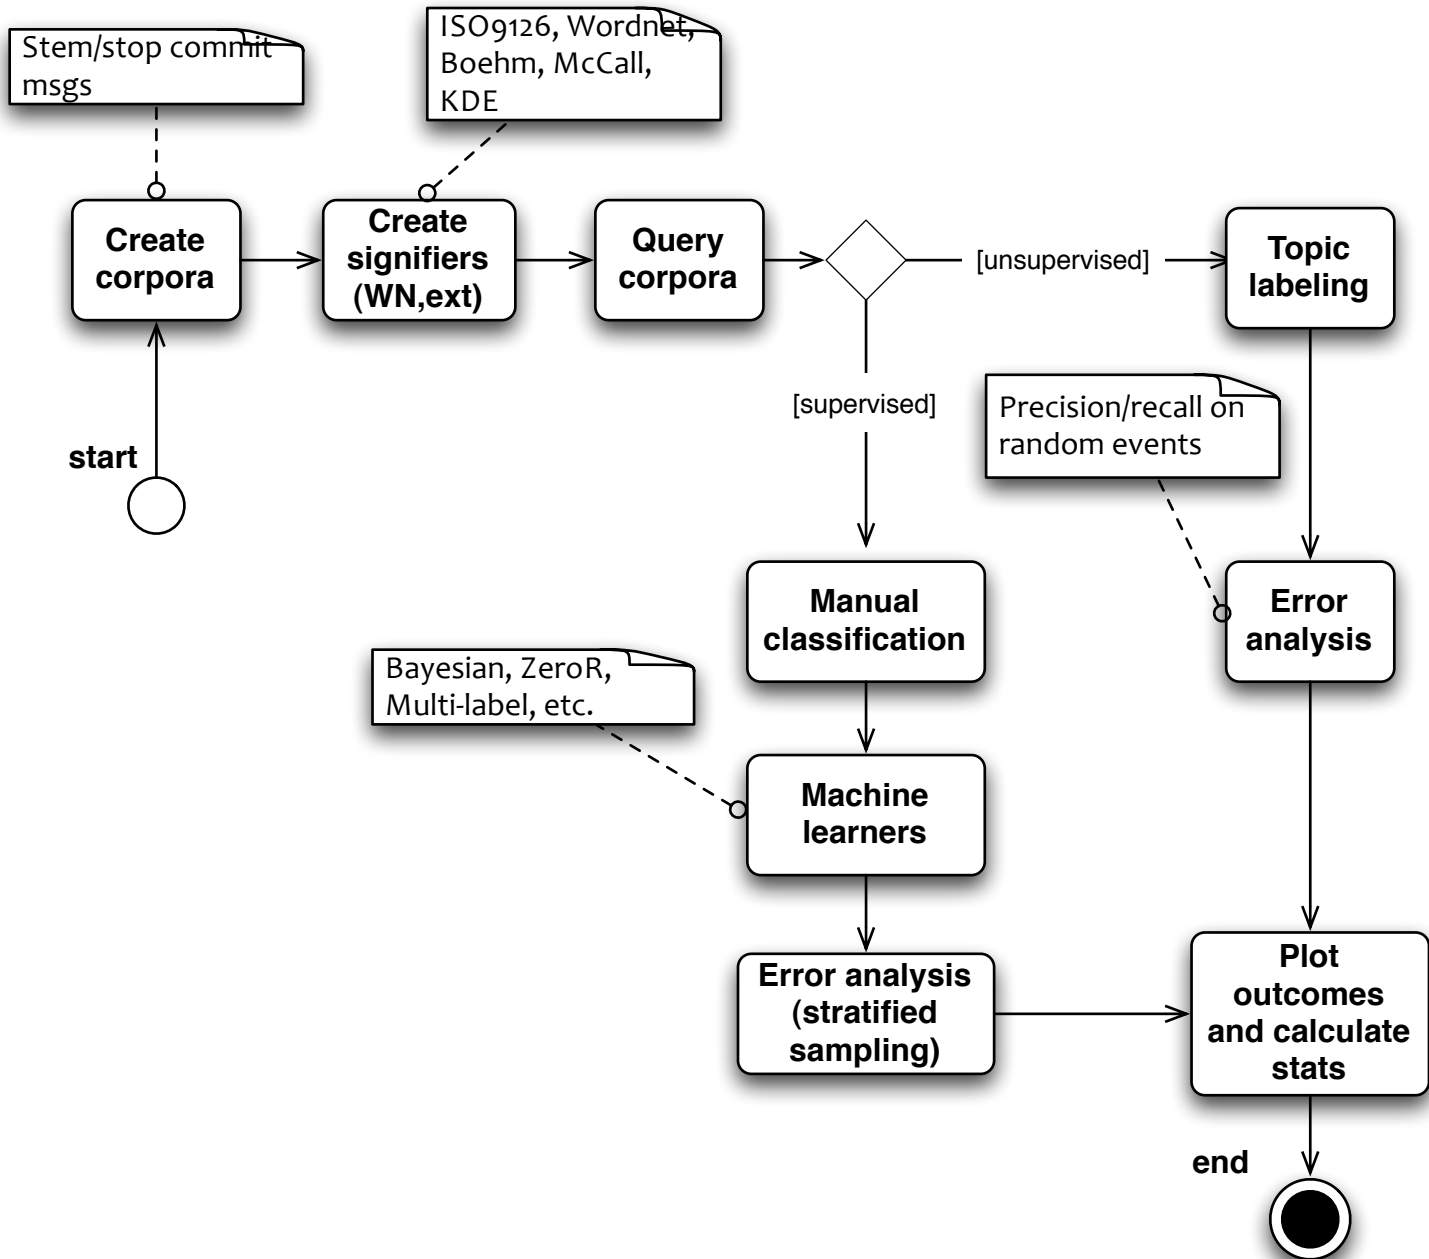 Stem/stop commit
msgs
ISO9126, Wordnet,
Boehm, McCall,
KDE
Create
corpora
Create
signifiers
(WN,ext)
Query
corpora
[unsupervised]
Topic
labeling
[supervised]
Precision/recall on
random events
start
Manual
classification
Error
analysis
Bayesian, ZeroR,
Multi-label, etc.
Machine
learners
Error analysis
(stratified
sampling)
Plot
outcomes
and calculate
stats
end